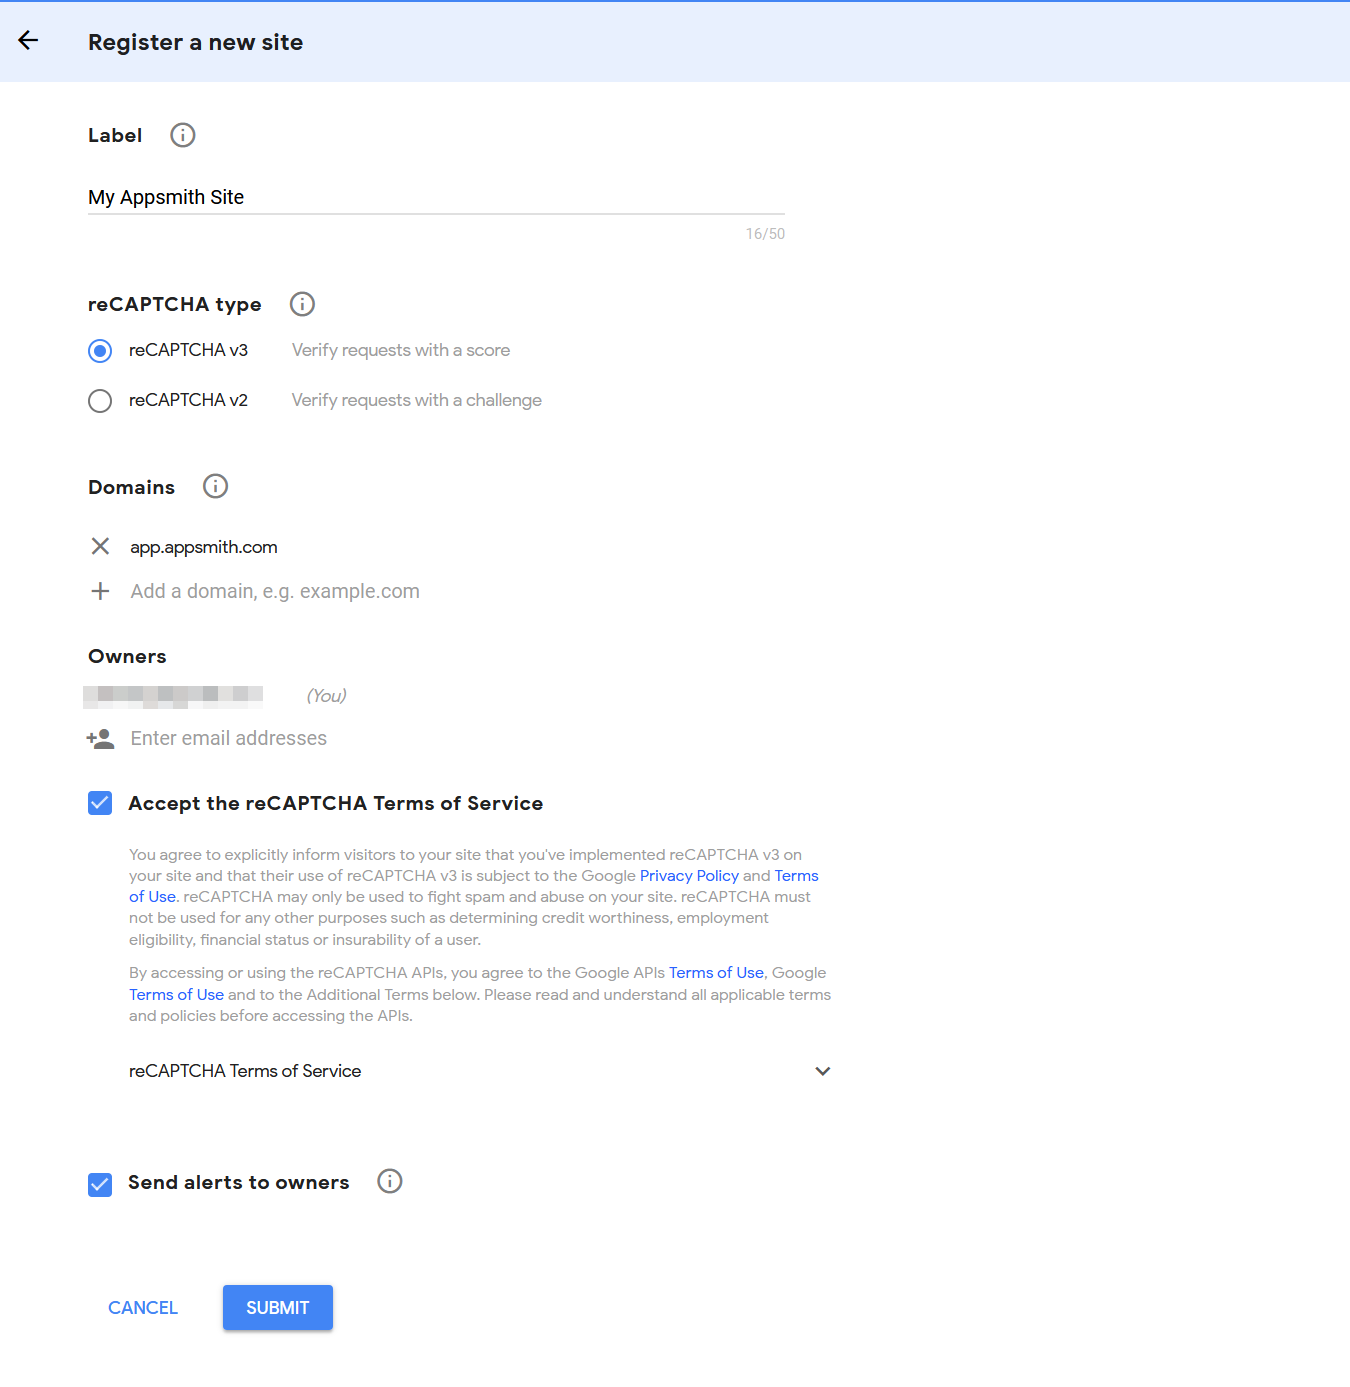 Register a new site
Label
My Appsmith Site
16/50
reCAPTCHA type
reCAPTCHA v3 Verify requests with a score
reCAPTCHA v2 Verify requests with a challenge
Domains
app.appsmith.com
Add a domain, e.g. example.com
Owners
(You)
Enter email addresses
Accept the reCAPTCHA Terms of Service
You agree to explicitly inform visitors to your site that you've implemented reCAPTCHA v3 on
your site and that their use of reCAPTCHA v3 is subject to the Google Privacy Policy and Terms
of Use. reCAPTCHA may only be used to fight spam and abuse on your site. reCAPTCHA must
not be used for any other purposes such as determining credit worthiness, employment
eligibility, financial status or insurability of a user.
By accessing or using the reCAPTCHA APIs, you agree to the Google APIs Terms of Use, Google
Terms of Use and to the Additional Terms below. Please read and understand all applicable terms
and policies before accessing the APIs.
reCAPTCHA Terms of Service
Send alerts to owners
CANCEL SUBMIT